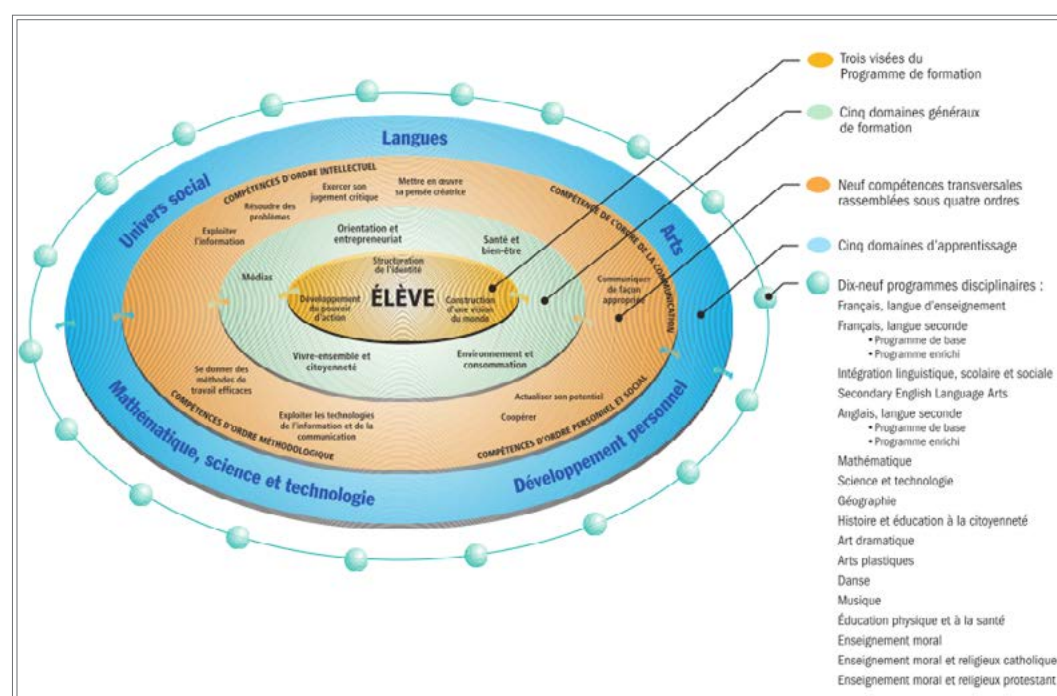 Trois visées du
Programme de formation
Cinq domaines généraux
de formation
Neuf compétences transversales
rassemblées sous quatre ordres
Cinq domaines d'apprentissage
Dix-neuf programmes disciplinaires :
Français, langue d'enseignement
Français, langue seconde
• Programme de base
• Programme enrichi
Intégration linguistique, scolaire et sociale
Secondary English Language Arts
Anglais, langue seconde
• Programme de base
• Programme enrichi
Mathématique
Science et technologie
Géographie
Histoire et éducation à la citoyenneté
Art dramatique
Arts plastiques
Danse
Musique
Éducation physique et à la santé
Enseignement moral
Enseignement moral et religieux catholique
Enseignement moral et religieux protestant
Langues
Univers social
Arts
Mathématique, science et technologie
Développement personnel
COMPÉTENCES D'ORDRE INTELLECTUEL
Exploiter
l'information
Résoudre des
problèmes
Exercer son
jugement critique
Mettre en œuvre
sa pensée créatrice
COMPÉTENCE DE L'ORDRE DE LA COMMUNICATION
Communiquer
de façon
appropriée
COMPÉTENCES D'ORDRE MÉTHODOLOGIQUE
Se donner des
méthodes de
travail efficaces
Exploiter les technologies
de l'information et de la
communication
COMPÉTENCES D'ORDRE PERSONNEL ET SOCIAL
Actualiser son potentiel
Coopérer
Orientation et
entrepreneuriat
Santé et
bien-être
Médias
Vivre-ensemble et
citoyenneté
Environnement et
consommation
Structuration
de l'identité
ÉLÈVE
Développement
du pouvoir
d'action
Construction
d'une vision
du monde